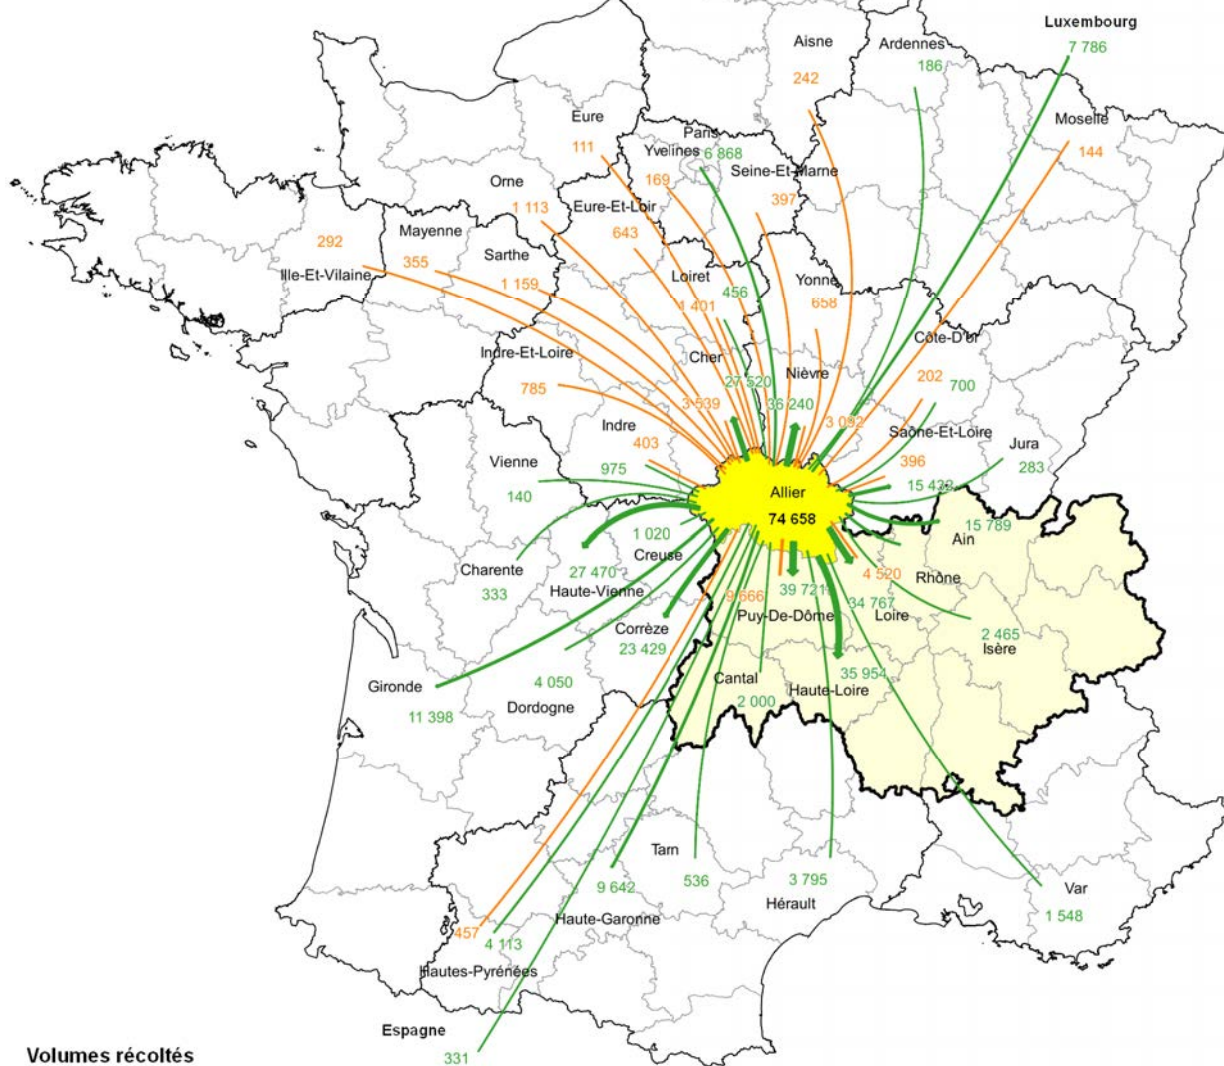 Luxembourg
7 786
Aisne
242
Ardennes
186
Moselle
144
Eure
111
Paris
6 868
Yvelines
169
Seine-Et-Marne
397
Orne
1 113
Eure-Et-Loir
643
Mayenne
355
Sarthe
1 159
292
Ille-Et-Vilaine
Loiret
1 401
456
Yonne
658
Indre-Et-Loire
785
Cher
3 539
27 520
Nièvre
36 240
3 092
Côte-D'or
202
700
Indre
403
Saône-Et-Loire
396
15 432
Jura
283
Vienne
140
975
Allier
74 658
15 789
Ain
1 020
Creuse
Charente
333
27 470
Haute-Vienne
Corrèze
23 429
9 666
39 721
Puy-De-Dôme
4 520
34 767
Rhône
Loire
2 465
Isère
Gironde
11 398
4 050
Dordogne
Cantal
2 000
Haute-Loire
35 954
Tarn
536
9 642
Haute-Garonne
3 795
Hérault
Var
1 548
457
4 113
Hautes-Pyrénées
Espagne
331
Volumes récoltés